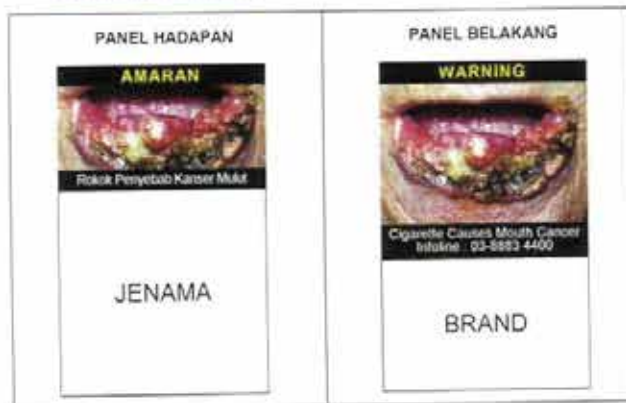 PANEL HADAPAN
AMARAN
Rokok Penyebab Kanser Mulut
JENAMA
PANEL BELAKANG
WARNING
Cigarette Causes Mouth Cancer
Infoline : 03-8883 4400
BRAND